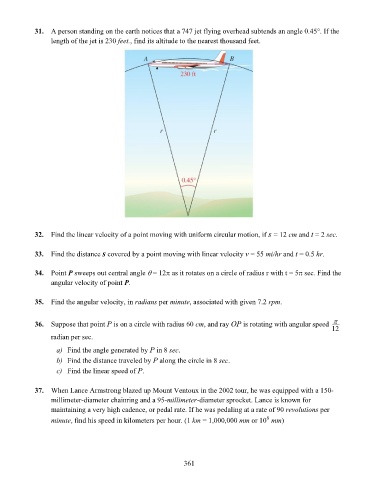 31. A person standing on the earth notices that a 747 jet flying overhead subtends an angle 0.45°. If the
length of the jet is 230 feet., find its altitude to the nearest thousand feet.
A B
230 ft
r r
0.45°
32. Find the linear velocity of a point moving with uniform circular motion, if s = 12 cm and t = 2 sec.
33. Find the distance s covered by a point moving with linear velocity v = 55 mi/hr and t = 0.5 hr.
34. Point P sweeps out central angle θ = 12π as it rotates on a circle of radius r with t = 5π sec. Find the
angular velocity of point P.
35. Find the angular velocity, in radians per minute, associated with given 7.2 rpm.
36. Suppose that point P is on a circle with radius 60 cm, and ray OP is rotating with angular speed π/12
radian per sec.
a) Find the angle generated by P in 8 sec.
b) Find the distance traveled by P along the circle in 8 sec.
c) Find the linear speed of P.
37. When Lance Armstrong blazed up Mount Ventoux in the 2002 tour, he was equipped with a 150-
millimeter-diameter chainring and a 95-millimeter-diameter sprocket. Lance is known for
maintaining a very high cadence, or pedal rate. If he was pedaling at a rate of 90 revolutions per
minute, find his speed in kilometers per hour. (1 km = 1,000,000 mm or 10⁶ mm)
361